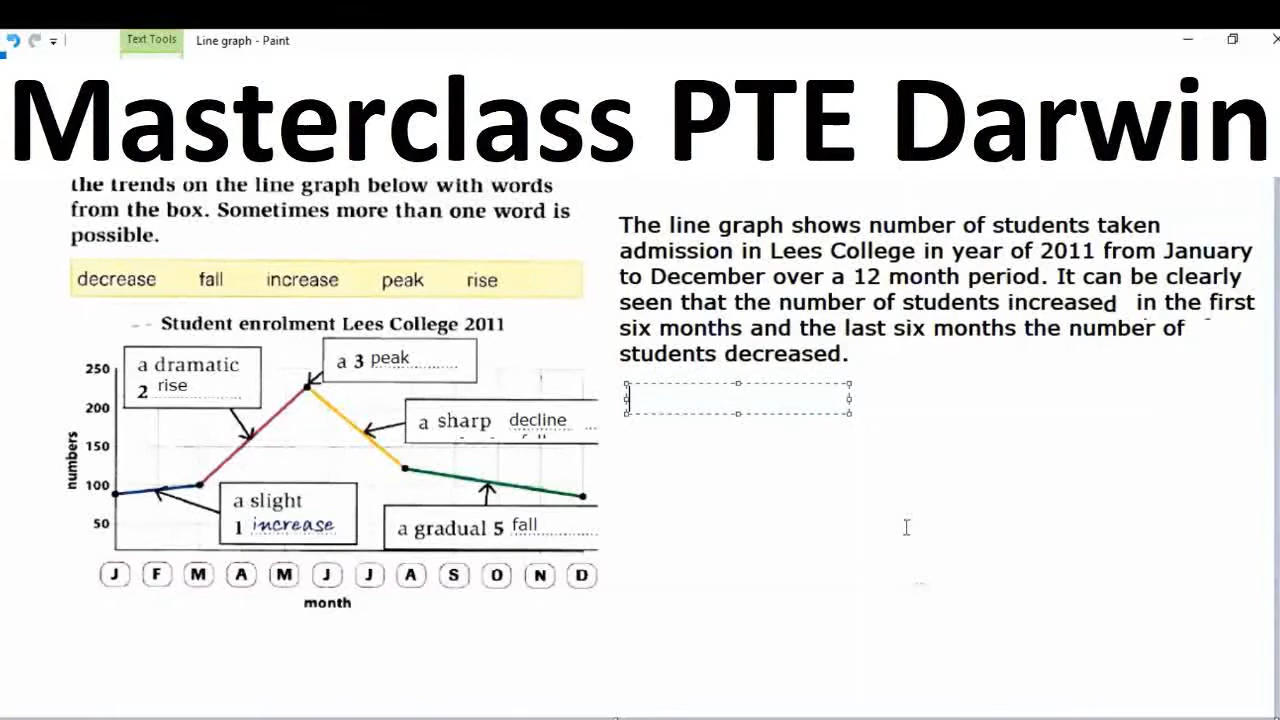 Text Tools
Line graph - Paint
Masterclass PTE Darwin
the trends on the line graph below with words
from the box. Sometimes more than one word is
possible.
decrease fall increase peak rise
Student enrolment Lees College 2011
a dramatic
2 rise
a 3 peak
a sharp decline
a slight
1 increase
a gradual 5 fall
250
200
150
100
50
numbers
J F M A M J J A S O N D
month
The line graph shows number of students taken
admission in Lees College in year of 2011 from January
to December over a 12 month period. It can be clearly
seen that the number of students increased in the first
six months and the last six months the number of
students decreased.